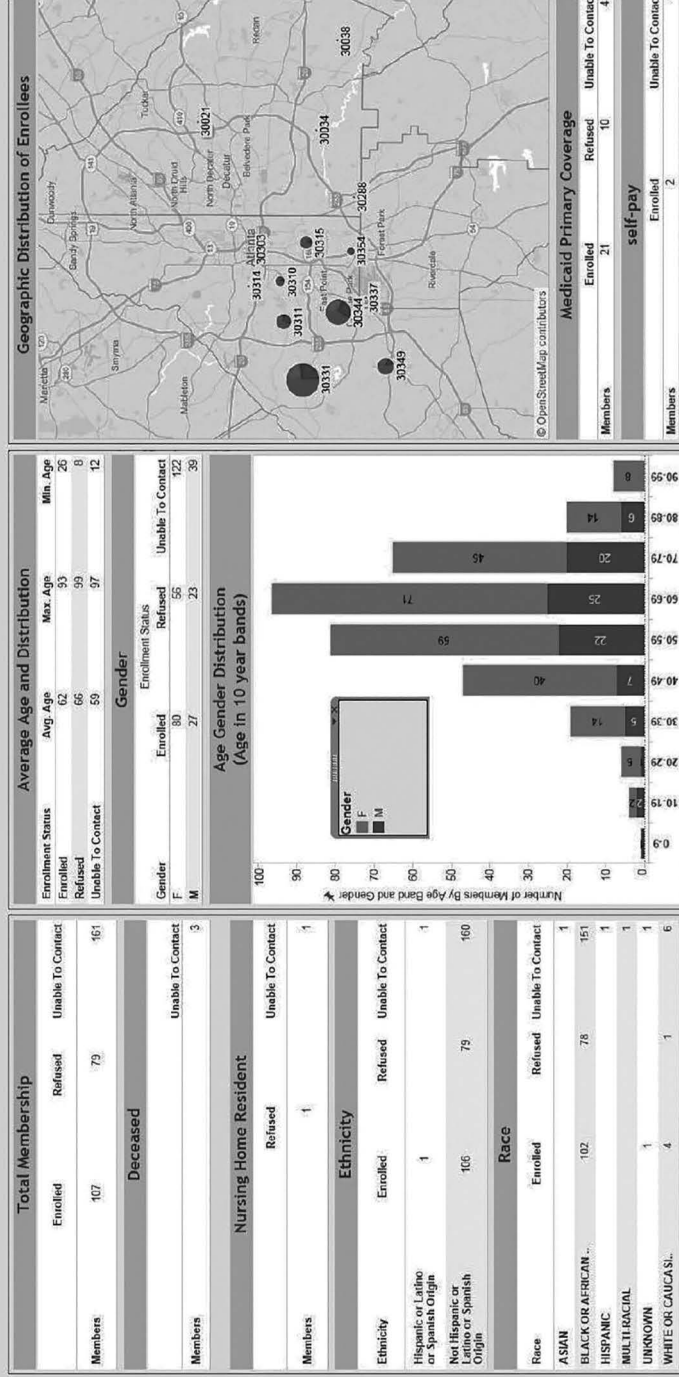 Total Membership
Enrolled Refused Unable To Contact
Members 107 79 161
Deceased
Unable To Contact
Members 3
Nursing Home Resident
Refused Unable To Contact
Members 1 1
Ethnicity
Ethnicity Enrolled Refused Unable To Contact
Hispanic or Latino
or Spanish Origin 1 1
Not Hispanic or
Latino or Spanish
Origin 106 79 160
Race
Race Enrolled Refused Unable To Contact
ASIAN 1
BLACK OR AFRICAN... 102 78 151
HISPANIC 1
MULTI-RACIAL 1
UNKNOWN 1 1
WHITE OR CAUCASI... 4 1 6
Average Age and Distribution
Enrollment Status Avg. Age Max. Age Min. Age
Enrolled 62 93 26
Refused 66 99 8
Unable To Contact 59 97 12
Gender
Enrollment Status
Gender Enrolled Refused Unable To Contact
F 80 56 122
M 27 23 39
Age Gender Distribution
(Age in 10 year bands)
Number of Members By Age Band and Gender
100
90
80
70
60
50
40
30
20
10
0
Gender
F
M
2 14 40 59 71 45 14 8
2 5 5 7 22 25 20 6
0-9 10-19 20-29 30-39 40-49 50-59 60-69 70-79 80-89 90-99
Geographic Distribution of Enrollees
Marietta
Dunwoody
Sandy Springs
Smyrna
North Atlanta
Tucker
North Druid
Hills
Mableton
North Decatur
30021
Decatur
Redan
Belvedere Park
Atlanta
30314 30303
30311 30310
30315
30331
East Point
30034
30038
30344
30354
30288
30337
Forest Park
30349
Riverdale
© OpenStreetMap contributors
Medicaid Primary Coverage
Enrolled Refused Unable To Contact
Members 21 10 4
self-pay
Enrolled Unable To Contact
Members 2